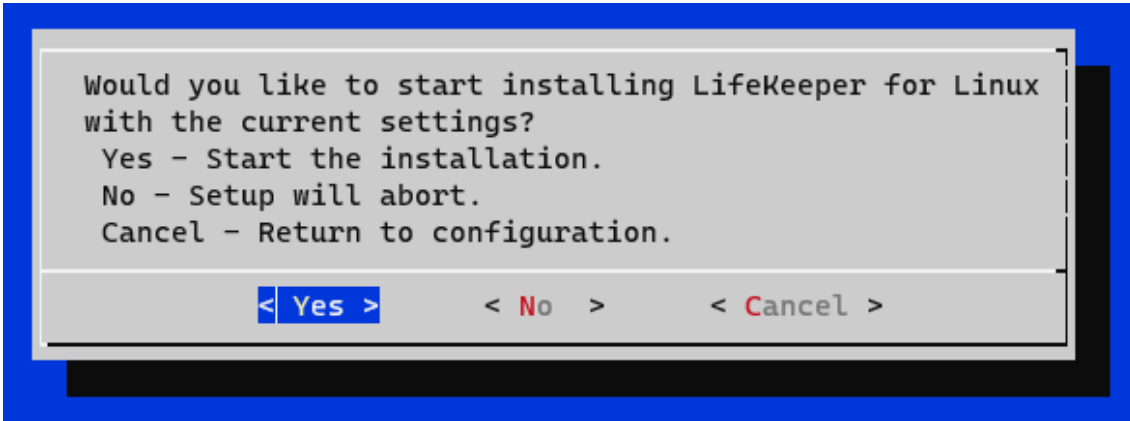 Would you like to start installing LifeKeeper for Linux
with the current settings?
Yes – Start the installation.
No – Setup will abort.
Cancel – Return to configuration.
< Yes > < No > < Cancel >